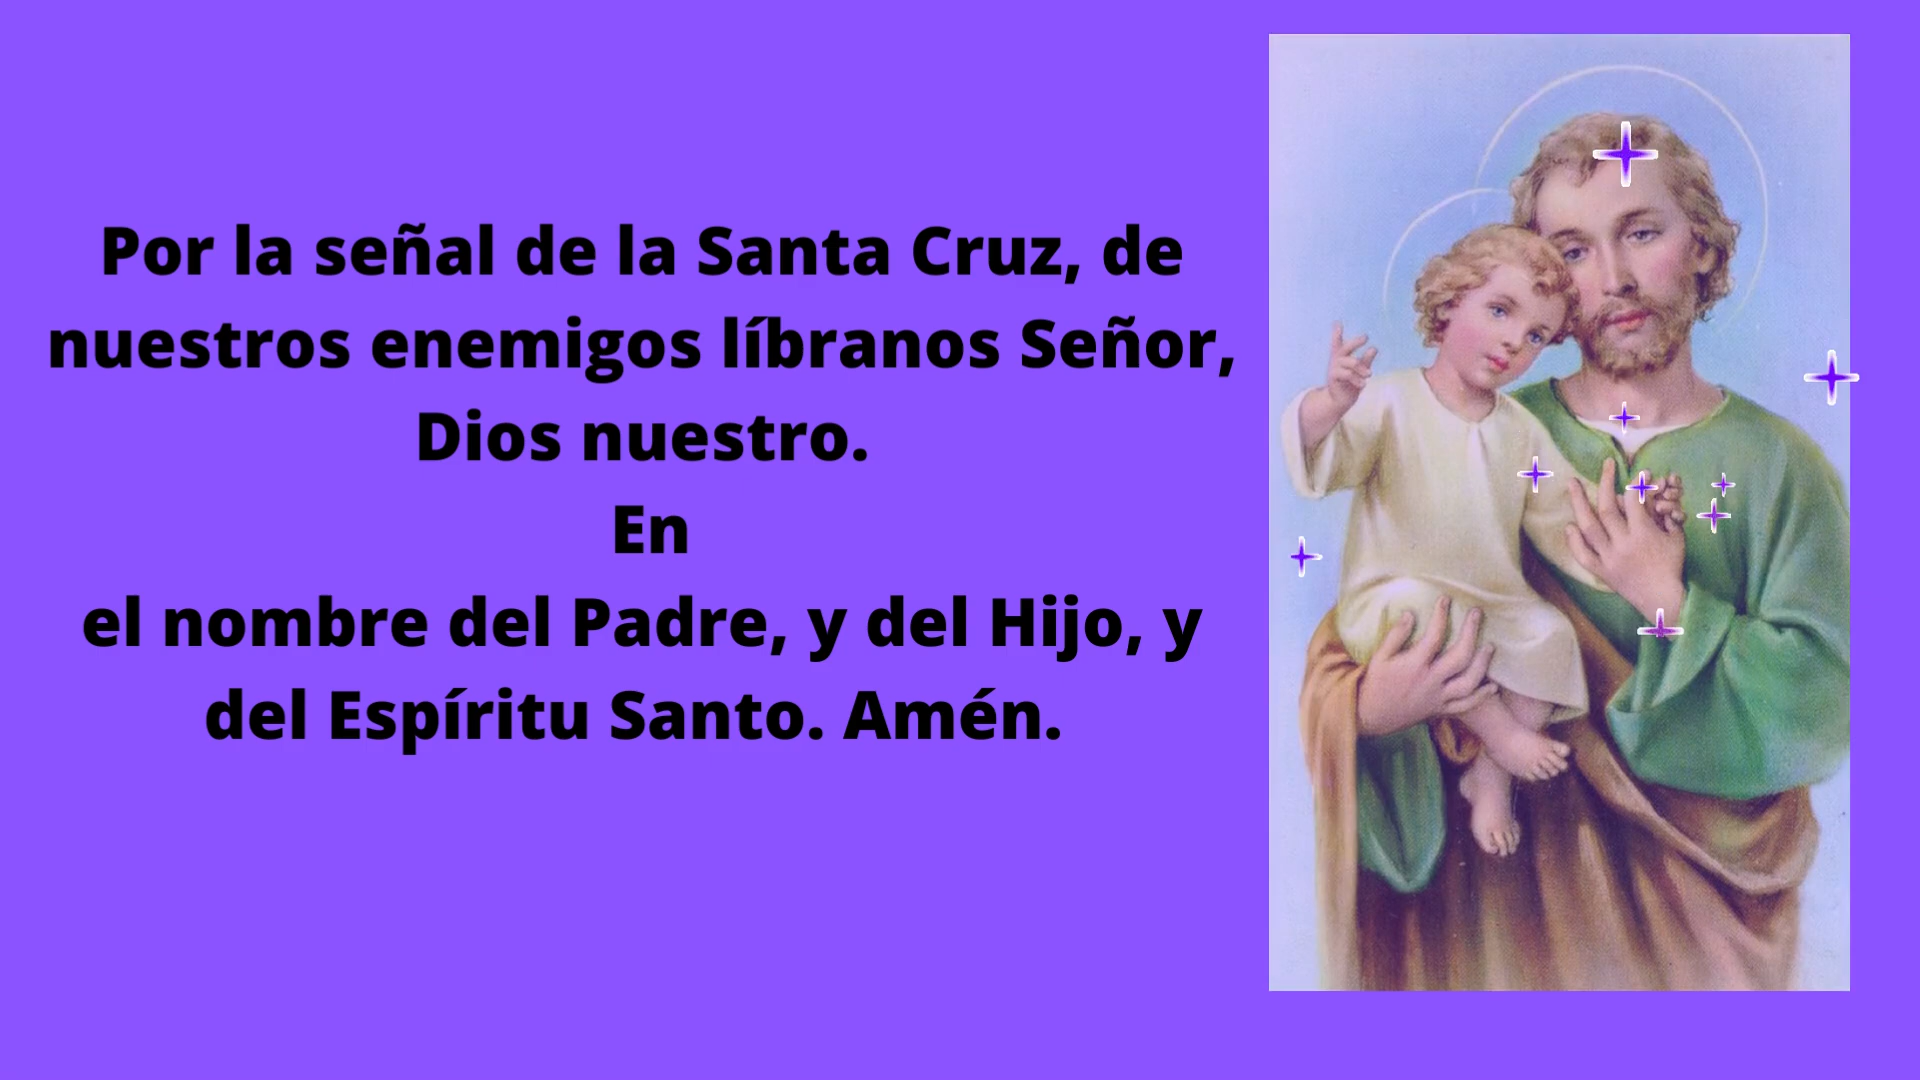 Por la señal de la Santa Cruz, de
nuestros enemigos líbranos Señor,
Dios nuestro.
En
el nombre del Padre, y del Hijo, y
del Espíritu Santo. Amén.